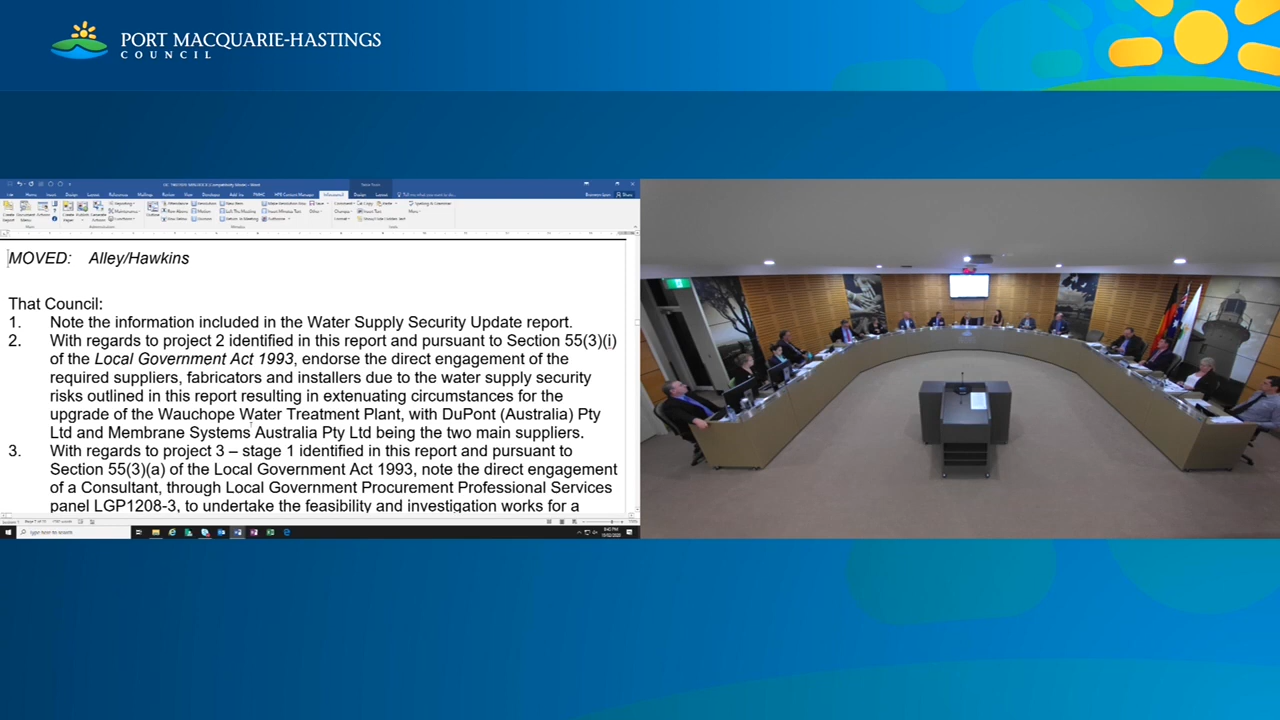 PORT MACQUARIE-HASTINGS
COUNCIL
MOVED: Alley/Hawkins
That Council:
1. Note the information included in the Water Supply Security Update report.
2. With regards to project 2 identified in this report and pursuant to Section 55(3)(i)
of the Local Government Act 1993, endorse the direct engagement of the
required suppliers, fabricators and installers due to the water supply security
risks outlined in this report resulting in extenuating circumstances for the
upgrade of the Wauchope Water Treatment Plant, with DuPont (Australia) Pty
Ltd and Membrane Systems Australia Pty Ltd being the two main suppliers.
3. With regards to project 3 – stage 1 identified in this report and pursuant to
Section 55(3)(a) of the Local Government Act 1993, note the direct engagement
of a Consultant, through Local Government Procurement Professional Services
panel LGP1208-3, to undertake the feasibility and investigation works for a
Type here to search